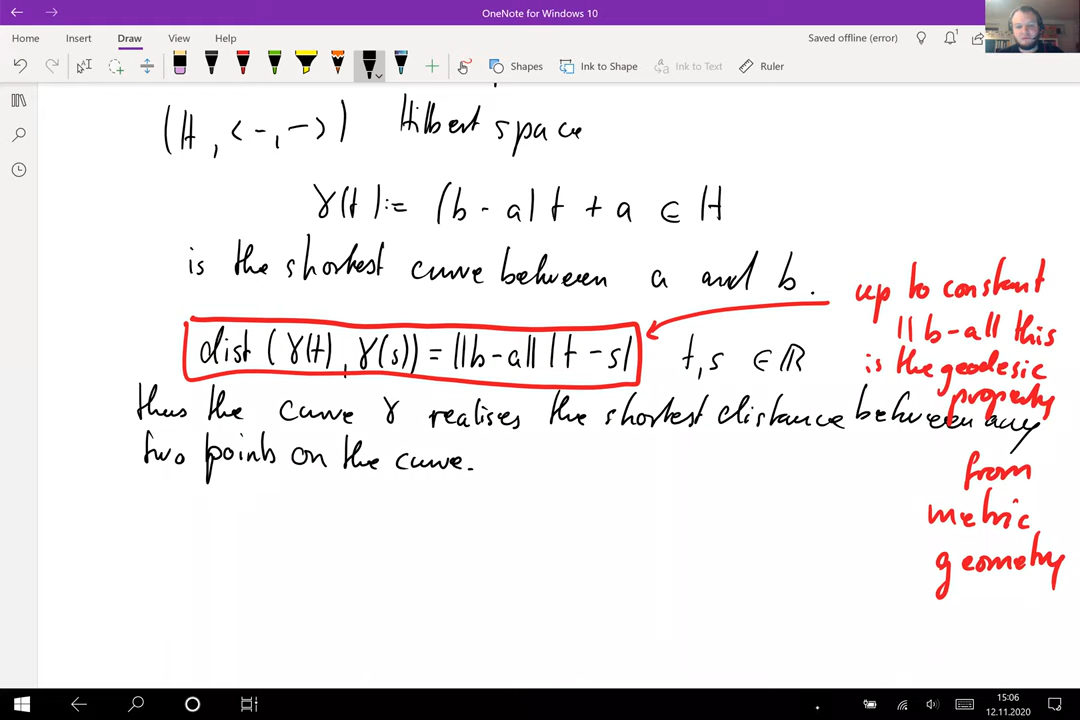 OneNote for Windows 10
Home Insert Draw View Help
Saved offline (error)
Shapes Ink to Shape Ink to Text Ruler
(H, <-,->) Hilbert space
γ(t) := (b-a)t + a ∈ H
is the shortest curve between a and b.
dist(γ(t), γ(s)) = ||b-a|| |t-s| t,s ∈ ℝ
thus the curve γ realises the shortest distance between any
two points on the curve.
up to constant
||b-a|| this
is the geodesic
property
from
metric
geometry
15:06
12.11.2020